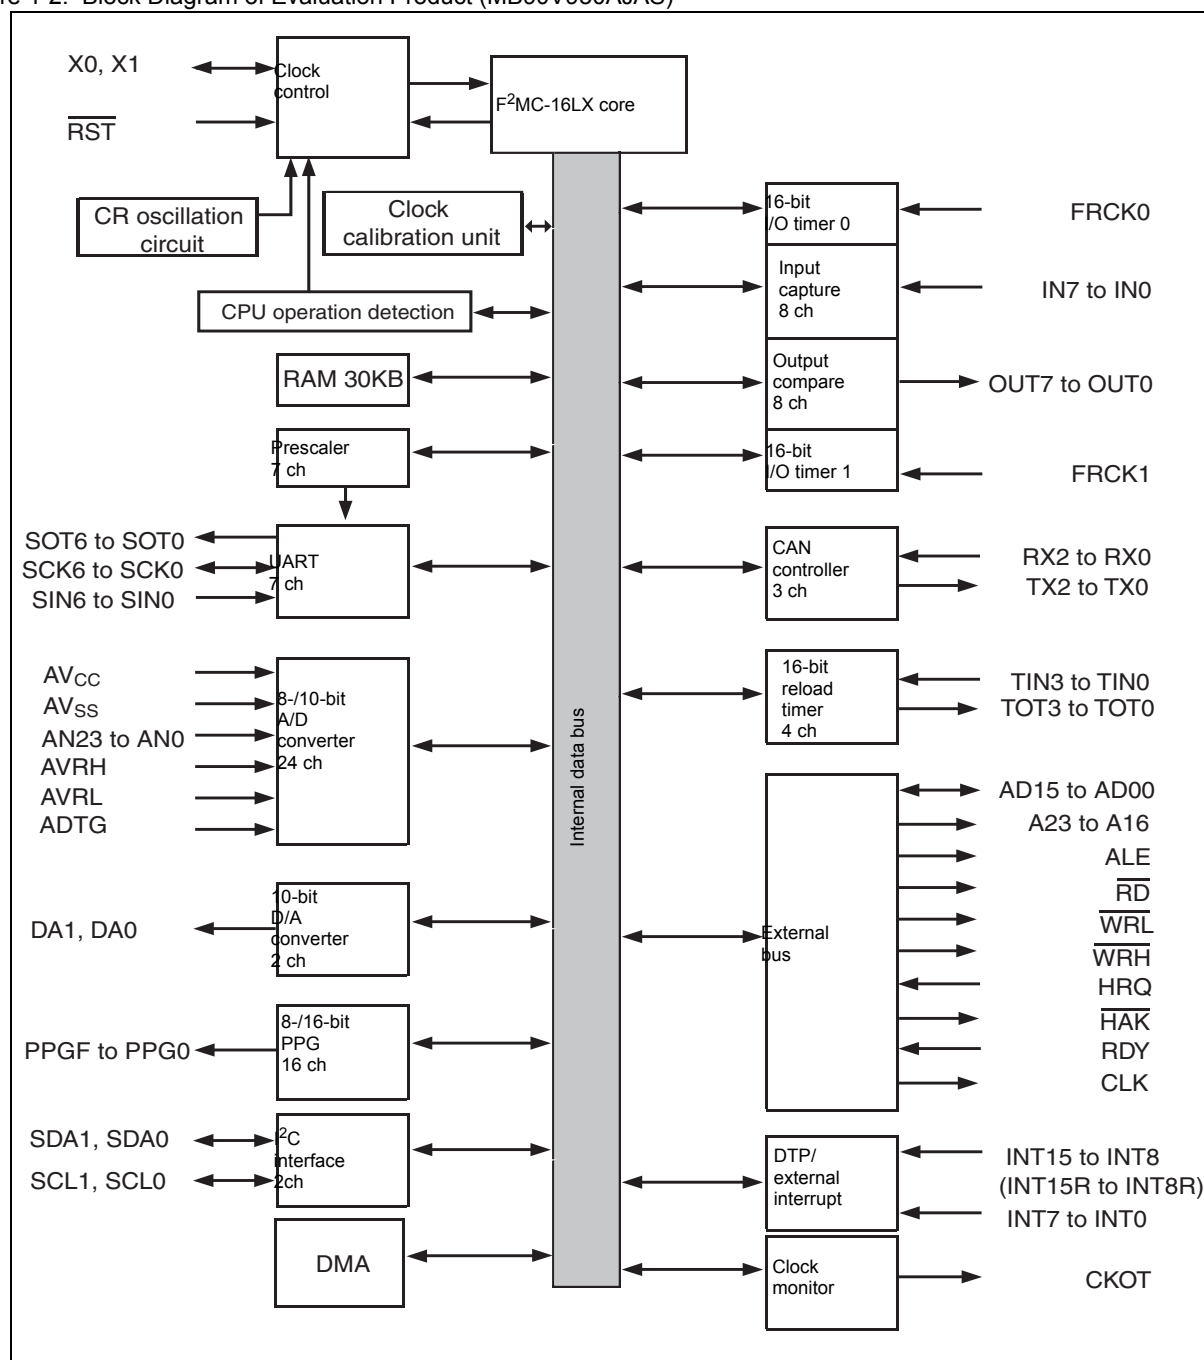 re 1-2. Block Diagram of Evaluation Product (MB90V950AJAS)
X0, X1
RST
Clock
control
F2MC-16LX core
CR oscillation
circuit
Clock
calibration unit
CPU operation detection
RAM 30KB
Prescaler
7 ch
SOT6 to SOT0
SCK6 to SCK0
SIN6 to SIN0
UART
7 ch
AVCC
AVSS
AN23 to AN0
AVRH
AVRL
ADTG
8-/10-bit
A/D
converter
24 ch
DA1, DA0
10-bit
D/A
converter
2 ch
PPGF to PPG0
8-/16-bit
PPG
16 ch
SDA1, SDA0
SCL1, SCL0
I2C
interface
2ch
DMA
Internal data bus
16-bit
I/O timer 0
FRCK0
Input
capture
8 ch
IN7 to IN0
Output
compare
8 ch
OUT7 to OUT0
16-bit
I/O timer 1
FRCK1
CAN
controller
3 ch
RX2 to RX0
TX2 to TX0
16-bit
reload
timer
4 ch
TIN3 to TIN0
TOT3 to TOT0
External
bus
AD15 to AD00
A23 to A16
ALE
RD
WRL
WRH
HRQ
HAK
RDY
CLK
DTP/
external
interrupt
INT15 to INT8
(INT15R to INT8R)
INT7 to INT0
Clock
monitor
CKOT